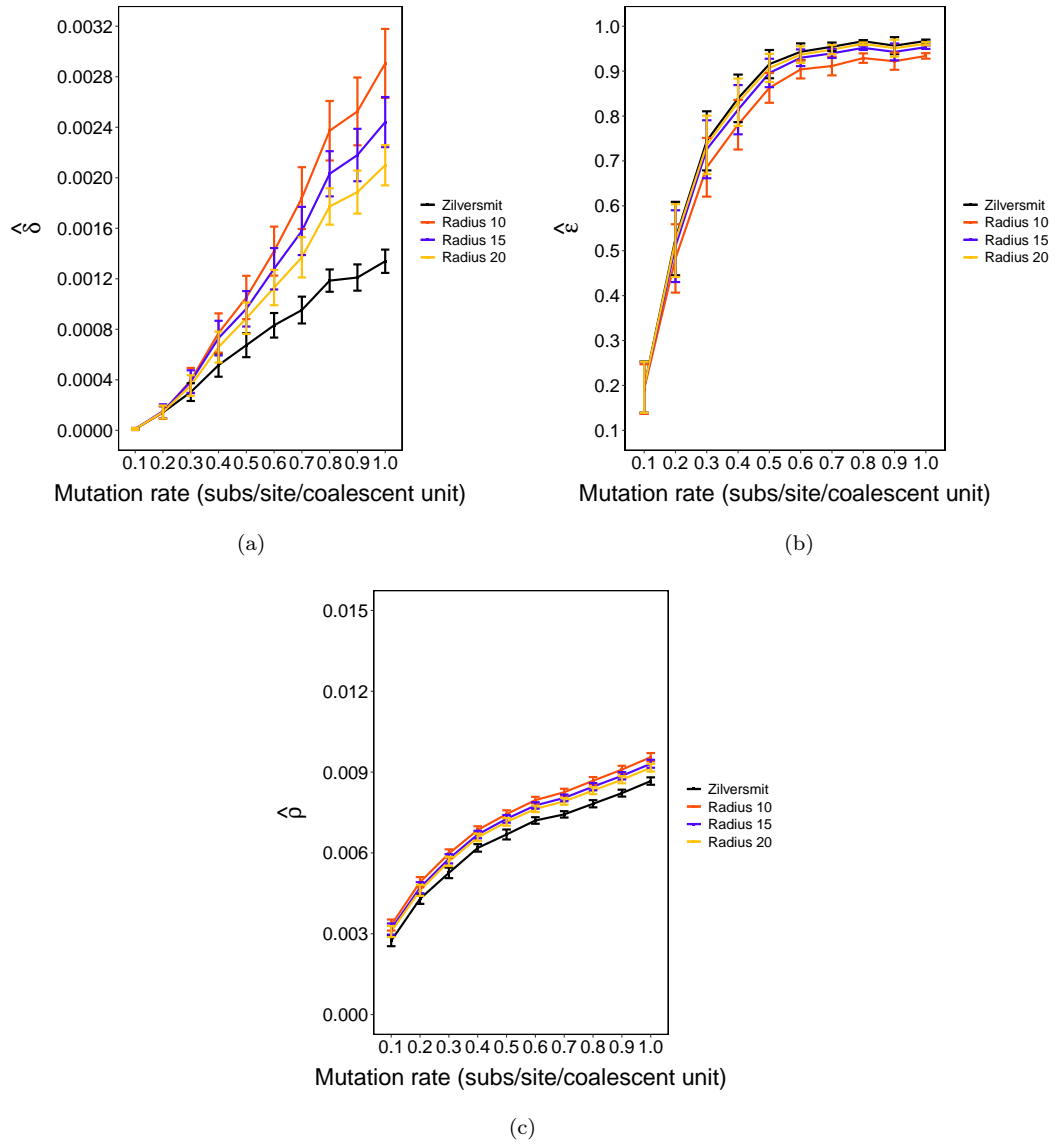 0.0032
0.0028
0.0024
0.0020
0.0016
0.0012
0.0008
0.0004
0.0000
δ̂
0.1 0.2 0.3 0.4 0.5 0.6 0.7 0.8 0.9 1.0
Mutation rate (subs/site/coalescent unit)
Zilversmit
Radius 10
Radius 15
Radius 20
(a)
1.0
0.9
0.8
0.7
0.6
0.5
0.4
0.3
0.2
0.1
ε̂
0.1 0.2 0.3 0.4 0.5 0.6 0.7 0.8 0.9 1.0
Mutation rate (subs/site/coalescent unit)
Zilversmit
Radius 10
Radius 15
Radius 20
(b)
0.015
0.012
0.009
0.006
0.003
0.000
ρ̂
0.1 0.2 0.3 0.4 0.5 0.6 0.7 0.8 0.9 1.0
Mutation rate (subs/site/coalescent unit)
Zilversmit
Radius 10
Radius 15
Radius 20
(c)